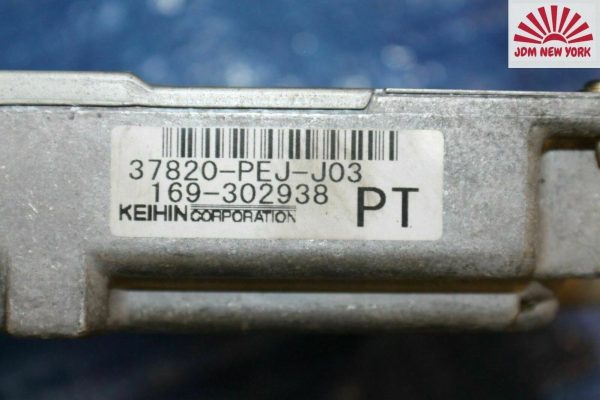 JDM NEW YORK
37820-PEJ-J03
169-302938
KEIHIN CORPORATION
PT